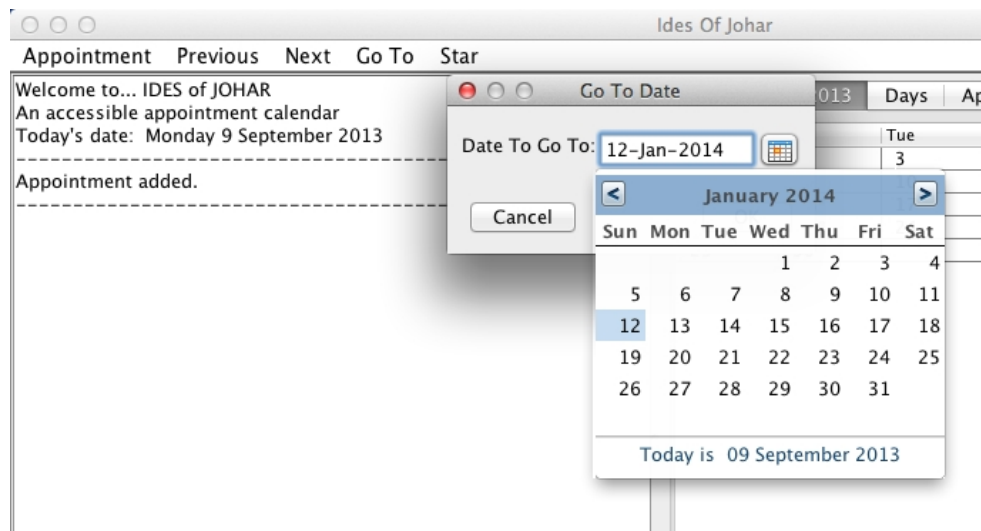 Ides Of Johar
Appointment Previous Next Go To Star
Welcome to... IDES of JOHAR
An accessible appointment calendar
Today's date: Monday 9 September 2013
Appointment added.
Go To Date
Date To Go To: 12-Jan-2014
Cancel
2013 Days Ap
Tue
3
< January 2014 >
Sun Mon Tue Wed Thu Fri Sat
1 2 3 4
5 6 7 8 9 10 11
12 13 14 15 16 17 18
19 20 21 22 23 24 25
26 27 28 29 30 31
Today is 09 September 2013